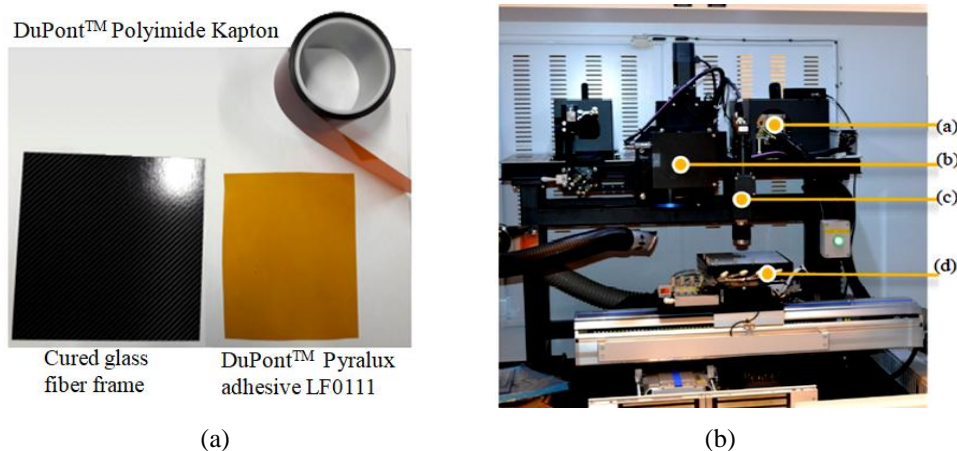 DuPont™ Polyimide Kapton
Cured glass
fiber frame
DuPont™ Pyralux
adhesive LF0111
(a)
(b)
(c)
(d)
(a)
(b)